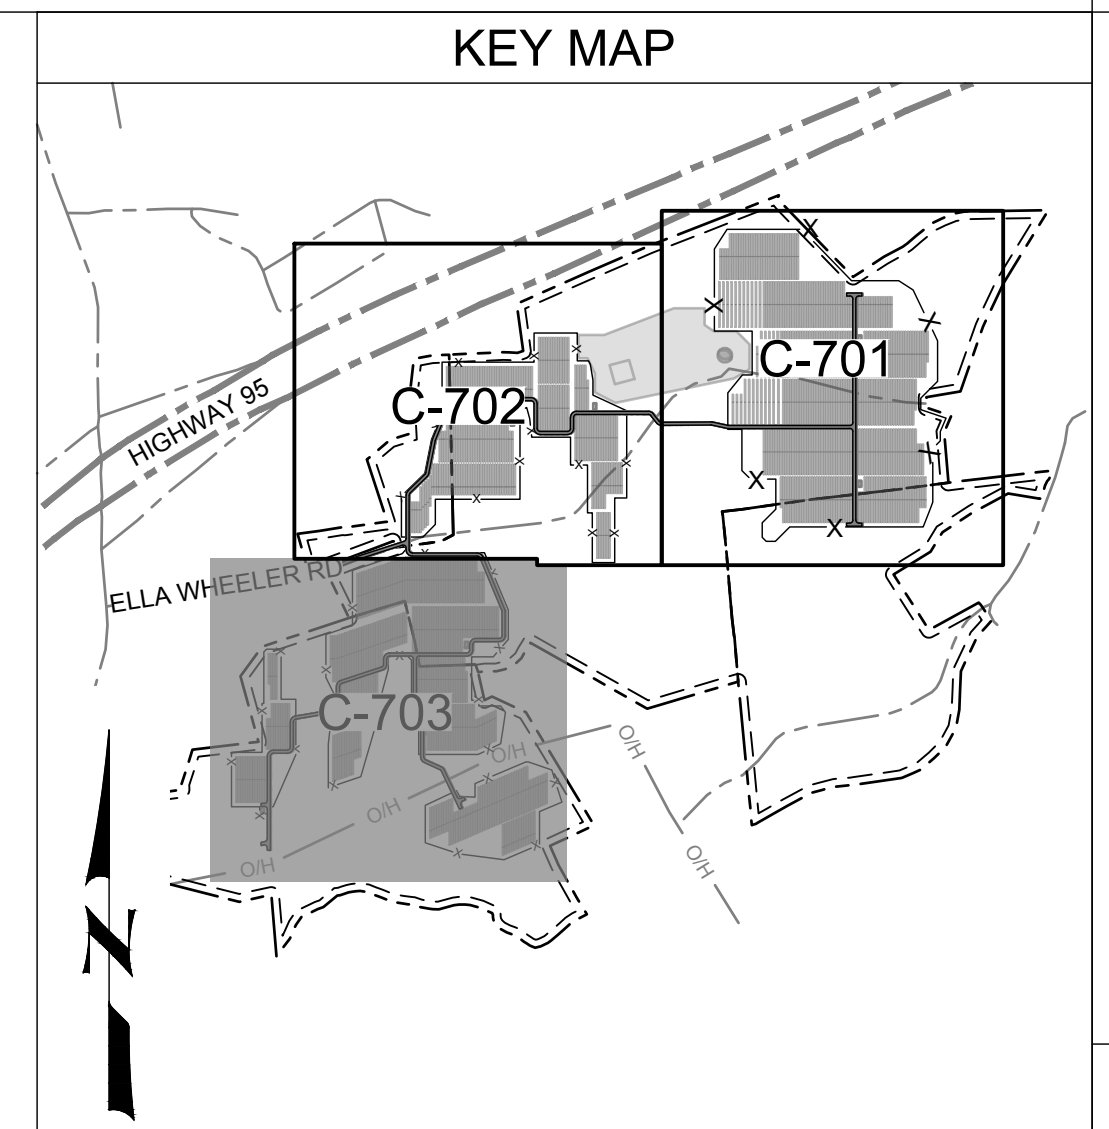 KEY MAP
C-701
C-702
HIGHWAY 95
ELLA WHEELER RD
C-703
O/H
O/H
O/H
O/H
O/H
N